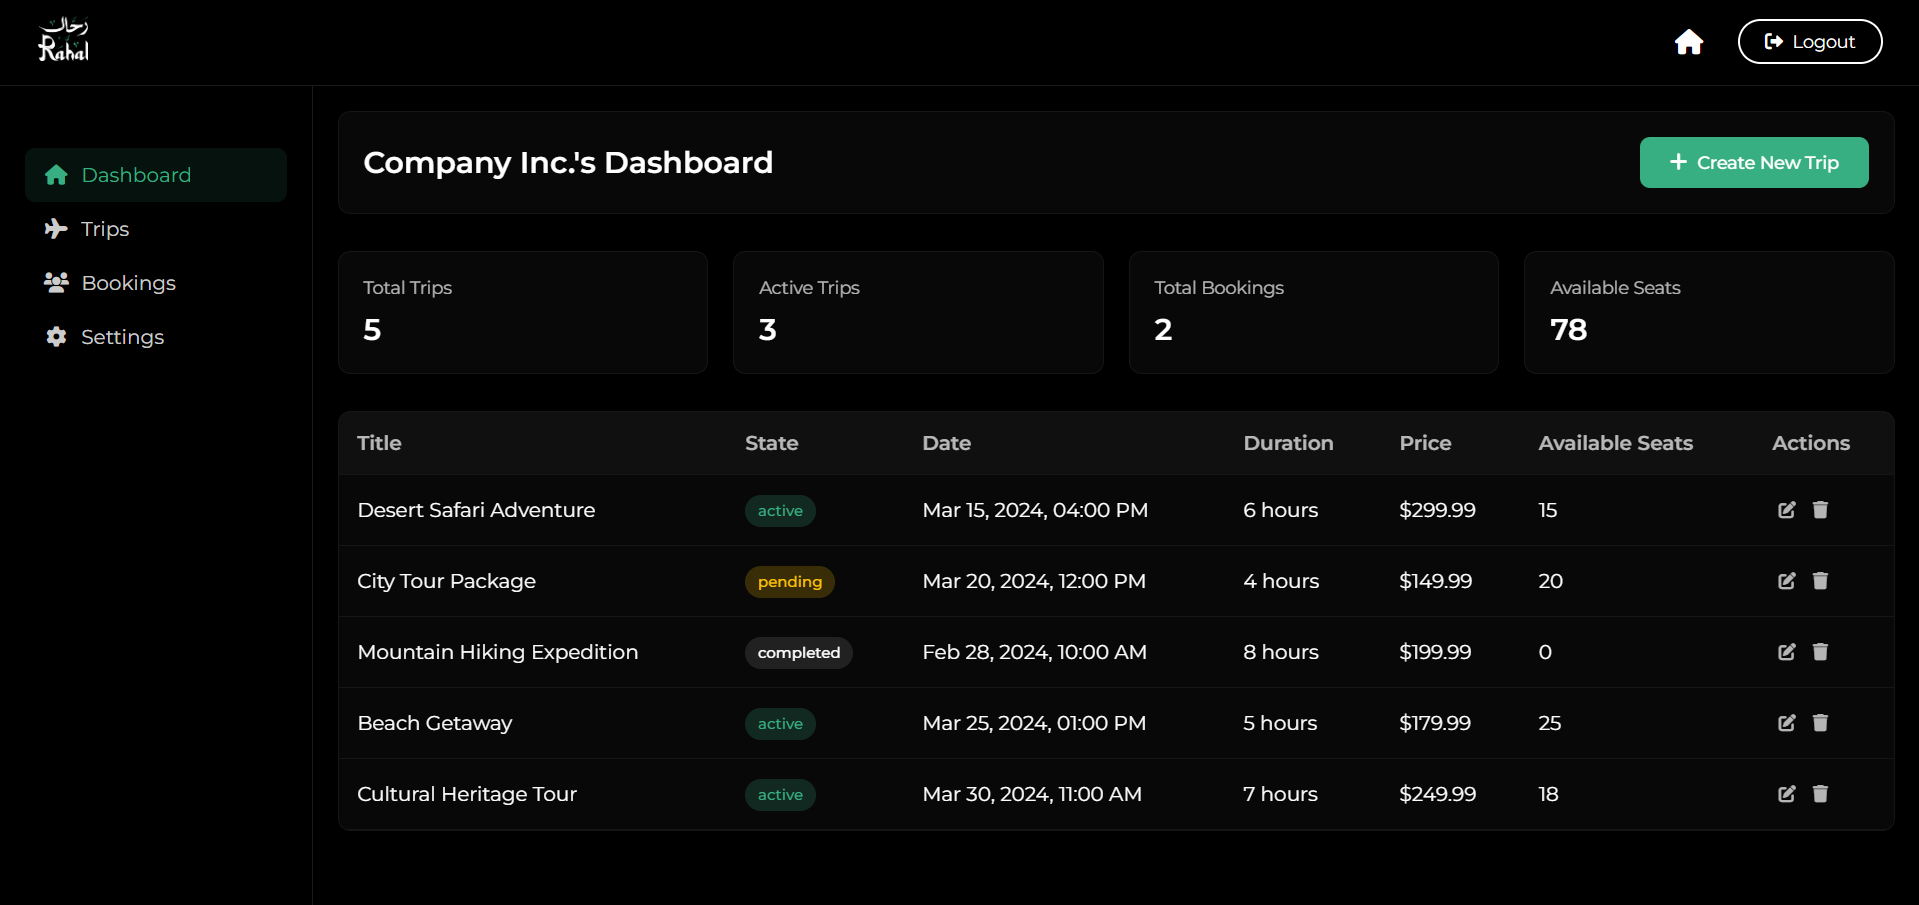 رحال
Rahal
Logout
Dashboard
Trips
Bookings
Settings
Company Inc.'s Dashboard
Create New Trip
Total Trips
5
Active Trips
3
Total Bookings
2
Available Seats
78
Title State Date Duration Price Available Seats Actions
Desert Safari Adventure active Mar 15, 2024, 04:00 PM 6 hours $299.99 15
City Tour Package pending Mar 20, 2024, 12:00 PM 4 hours $149.99 20
Mountain Hiking Expedition completed Feb 28, 2024, 10:00 AM 8 hours $199.99 0
Beach Getaway active Mar 25, 2024, 01:00 PM 5 hours $179.99 25
Cultural Heritage Tour active Mar 30, 2024, 11:00 AM 7 hours $249.99 18